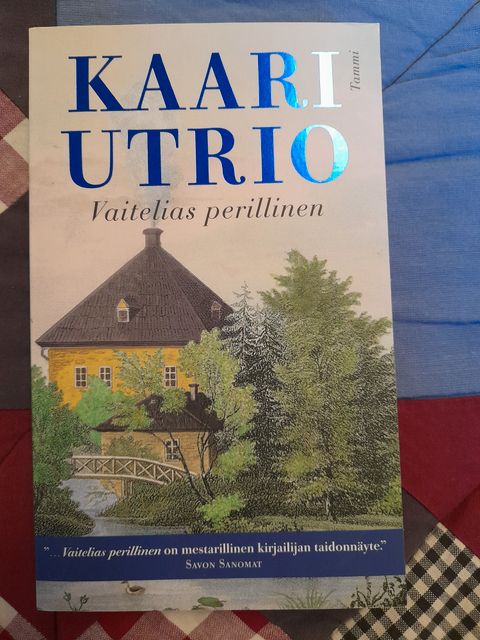 KAARI
UTRIO
Tammi
Vaitelias perillinen
”…Vaitelias perillinen on mestarillinen kirjailijan taidonnäyte.”
Savon Sanomat